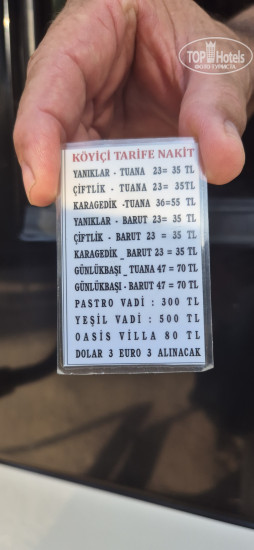 TOP Hotels
ФОТО ТУРИСТА
KÖYİÇİ TARİFE NAKİT
YANIKLAR - TUANA 23= 35 TL
ÇİFTLİK - TUANA 23= 35TL
KARAGEDİK -TUANA 36=55 TL
YANIKLAR - BARUT 23= 35 TL
ÇİFTLİK - BARUT 23 = 35 TL
KARAGEDİK _ BARUT 23 = 35 TL
GÜNLÜKBAŞI _ TUANA 47 = 70 TL
GÜNLÜKBAŞI - BARUT 47 = 70 TL
PASTRO VADİ : 300 TL
YEŞİL VADİ : 500 TL
OASIS VİLLA 80 TL
DOLAR 3 EURO 3 ALINACAK